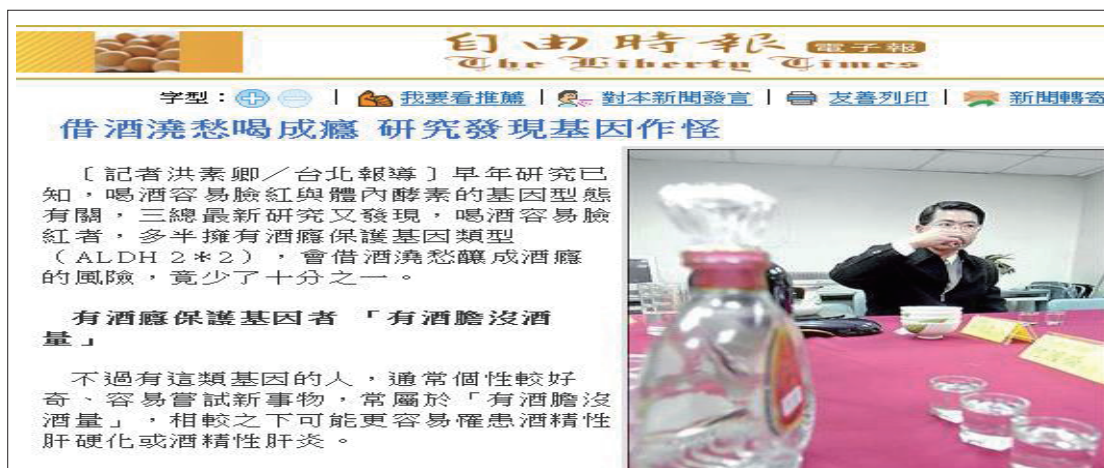 自由時報 電子報
The Liberty Times
字型： | 我要看推薦 | 對本新聞發言 | 友善列印 | 新聞轉寄
借酒澆愁喝成癮 研究發現基因作怪
〔記者洪素卿／台北報導〕早年研究已
知，喝酒容易臉紅與體內酵素的基因型態
有關，三總最新研究又發現，喝酒容易臉
紅者，多半擁有酒癮保護基因類型
（ALDH2*2），會借酒澆愁釀成酒癮
的風險，竟少了十分之一。
有酒癮保護基因者 「有酒膽沒酒
量」
不過有這類基因的人，通常個性較好
奇、容易嘗試新事物，常屬於「有酒膽沒
酒量」，相較之下可能更容易罹患酒精性
肝硬化或酒精性肝炎。